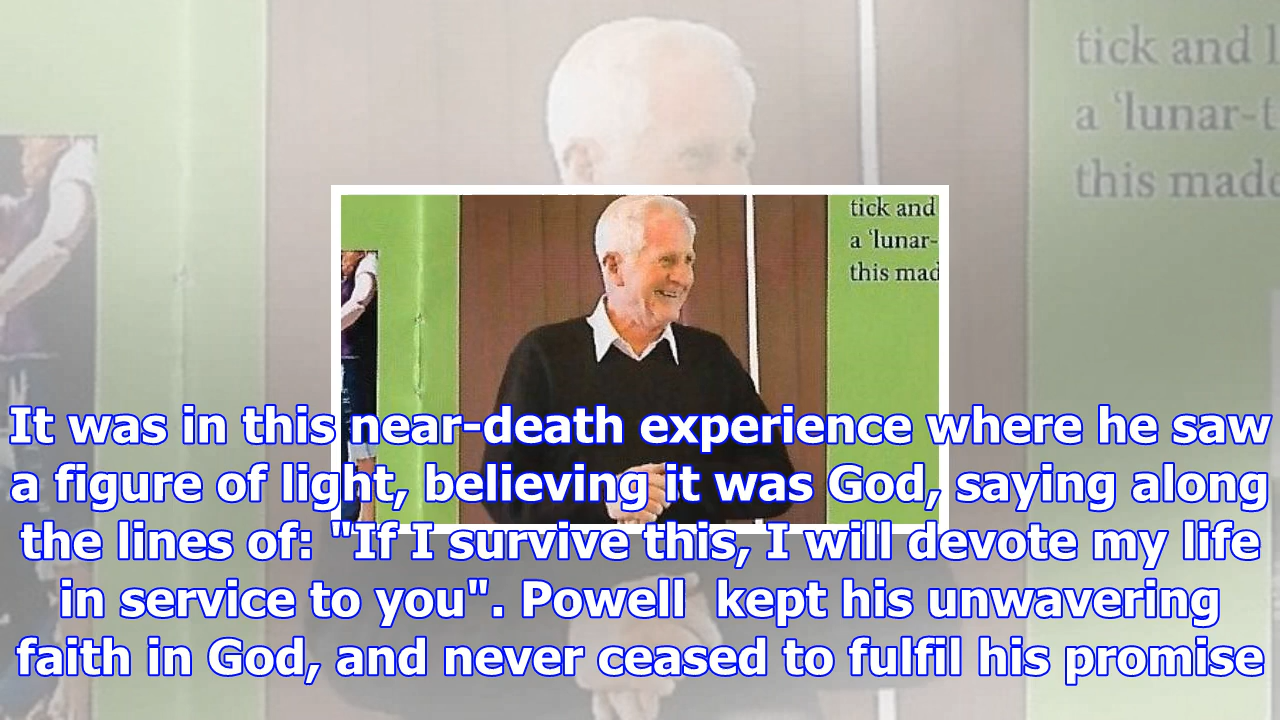 tick and l
a 'lunar-t
this made
tick and
a 'lunar-
this mad
It was in this near-death experience where he saw
a figure of light, believing it was God, saying along
the lines of: "If I survive this, I will devote my life
in service to you". Powell  kept his unwavering
faith in God, and never ceased to fulfil his promise